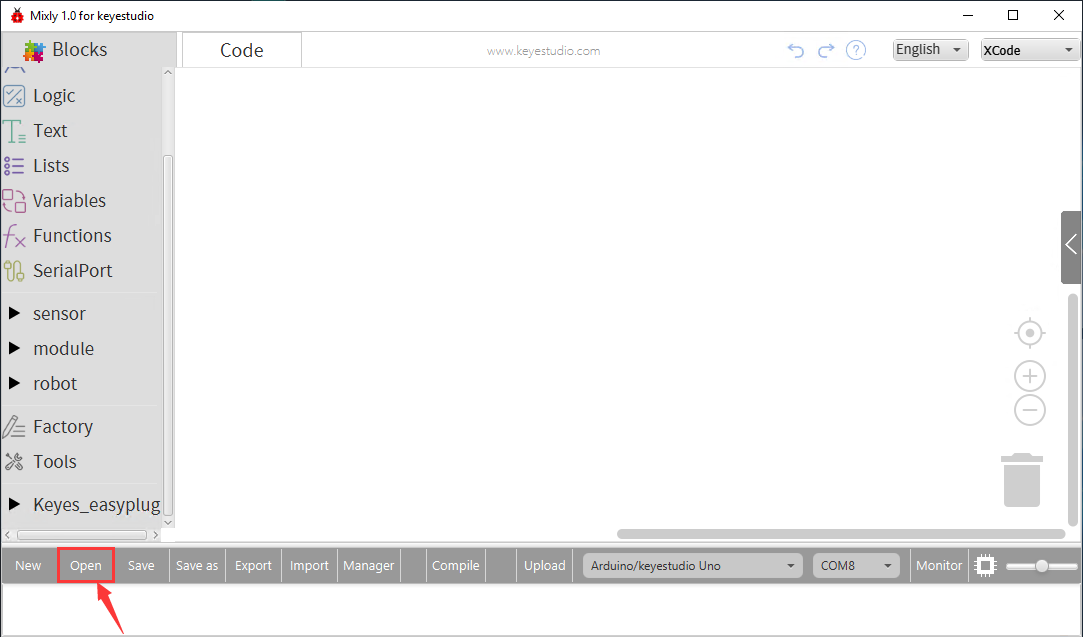 Mixly 1.0 for keyestudio
Blocks
Code
www.keyestudio.com
English
XCode
Logic
Text
Lists
Variables
Functions
SerialPort
sensor
module
robot
Factory
Tools
Keyes_easyplug
New Open Save Save as Export Import Manager Compile Upload Arduino/keyestudio Uno COM8 Monitor